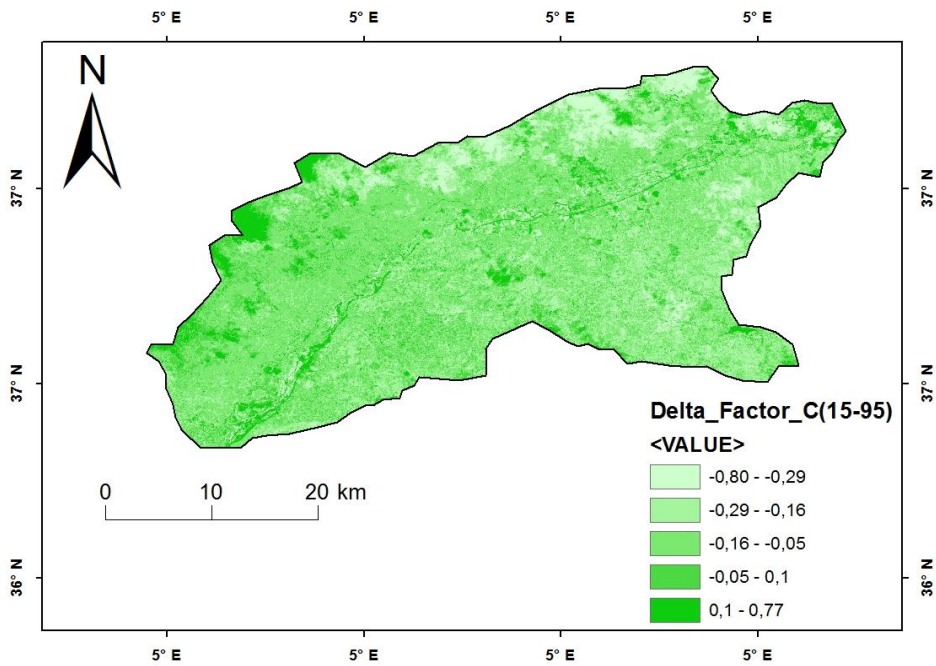 5° E 5° E 5° E 5° E
N
37° N 37° N
37° N 37° N
Delta_Factor_C(15-95)
<VALUE>
-0,80 - -0,29
0 10 20 km
-0,29 - -0,16
-0,16 - -0,05
36° N 36° N
-0,05 - 0,1
0,1 - 0,77
5° E 5° E 5° E 5° E